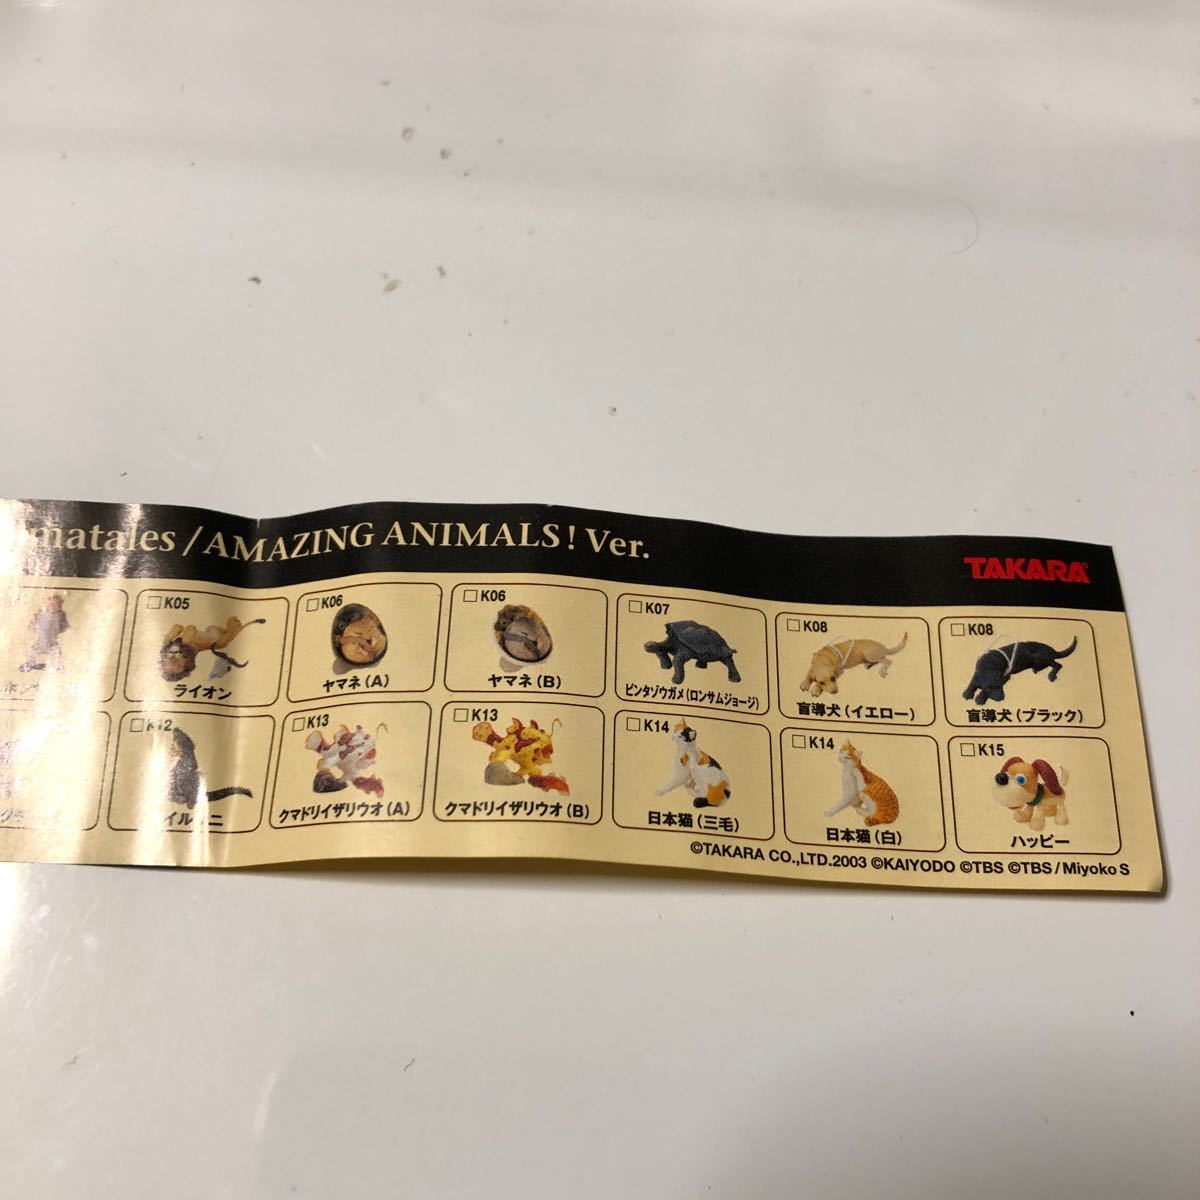 matales / AMAZING ANIMALS! Ver.
TAKARA
K05
ライオン
K06
ヤマネ(A)
K06
ヤマネ(B)
K07
ピンタゾウガメ(ロンサムジョージ)
K08
盲導犬(イエロー)
K08
盲導犬(ブラック)
K12
K13
クマドリイザリウオ(A)
K13
クマドリイザリウオ(B)
K14
日本猫(三毛)
K14
日本猫(白)
K15
ハッピー
©TAKARA CO.,LTD.2003 ©KAIYODO ©TBS ©TBS/Miyoko S